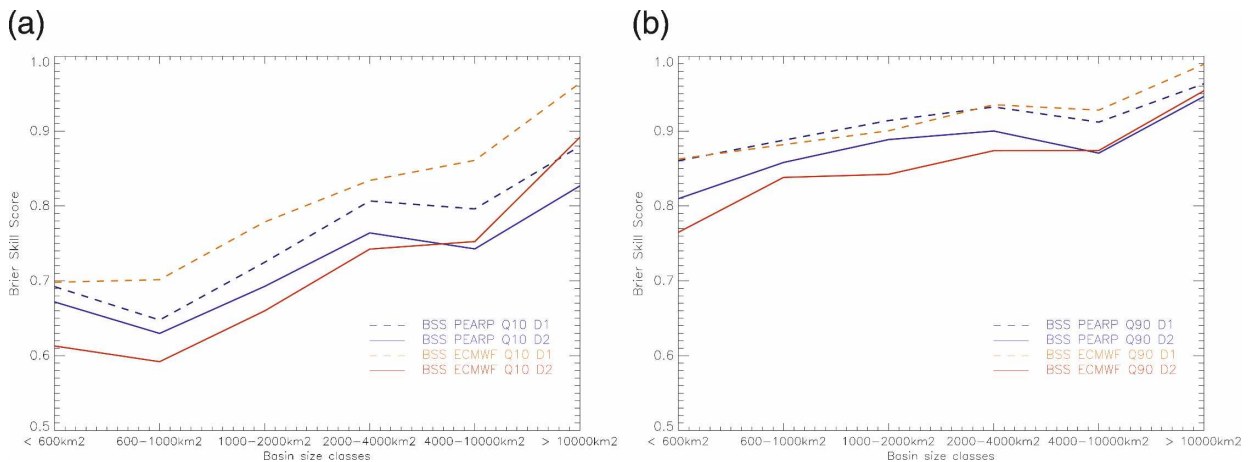 (a)
1.0
0.9
0.8
0.7
0.6
0.5
Brier Skill Score
BSS PEARP Q10 D1
BSS PEARP Q10 D2
BSS ECMWF Q10 D1
BSS ECMWF Q10 D2
< 600km2 600-1000km2 1000-2000km2 2000-4000km2 4000-10000km2 > 10000km2
Basin size classes
(b)
1.0
0.9
0.8
0.7
0.6
0.5
Brier Skill Score
BSS PEARP Q90 D1
BSS PEARP Q90 D2
BSS ECMWF Q90 D1
BSS ECMWF Q90 D2
< 600km2 600-1000km2 1000-2000km2 2000-4000km2 4000-10000km2 > 10000km2
Basin size classes